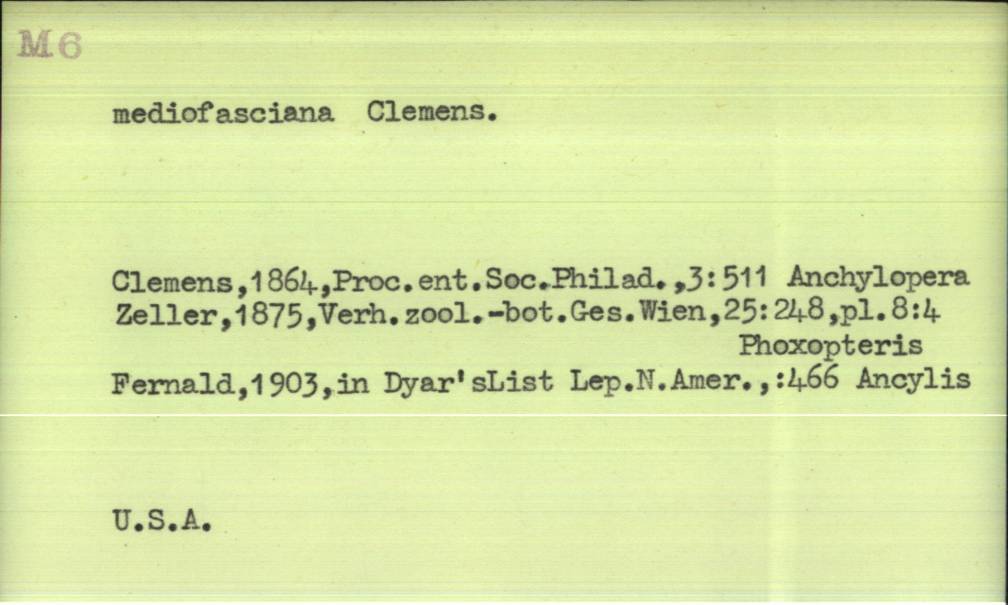 M6
mediofasciana Clemens.
Clemens,1864,Proc.ent.Soc.Philad.,3:511 Anchylopera
Zeller,1875,Verh.zool.-bot.Ges.Wien,25:248,pl.8:4
Phoxopteris
Fernald,1903,in Dyar'sList Lep.N.Amer.,:466 Ancylis
U.S.A.